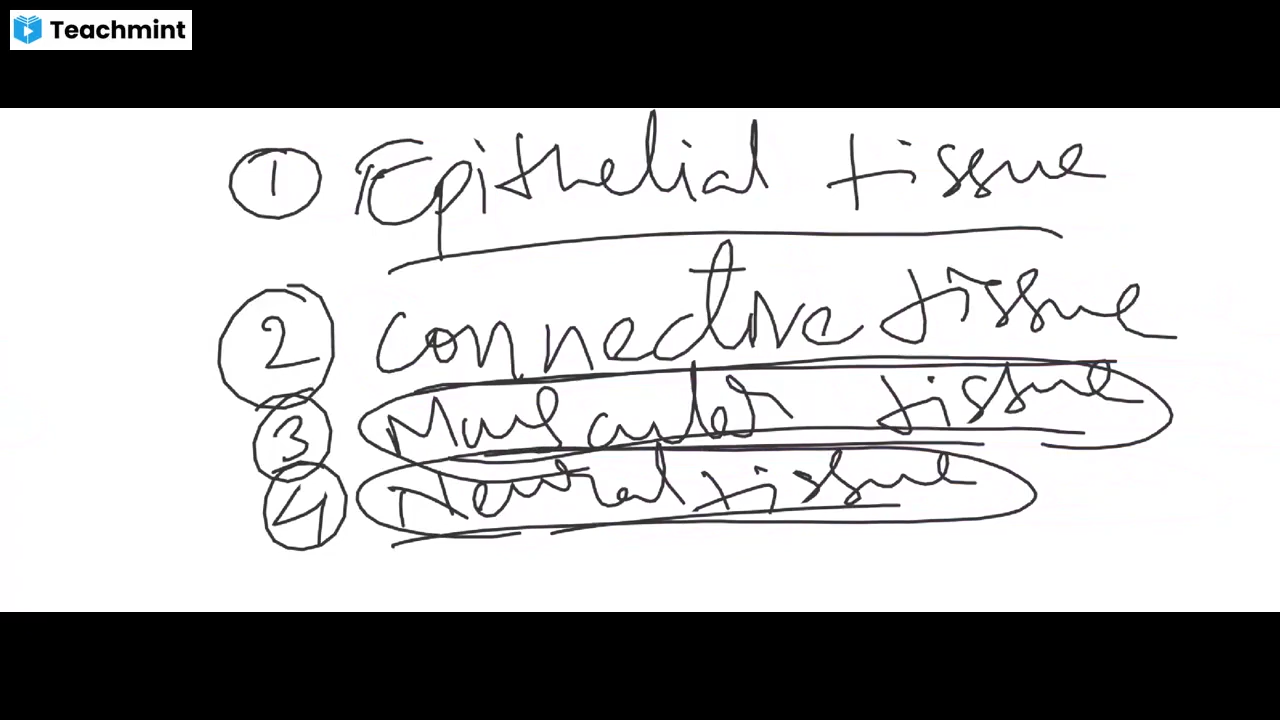 Teachmint
1 Epithelial tissue
2 connective tissue
3 Muscular tissue
4 Neural tissue